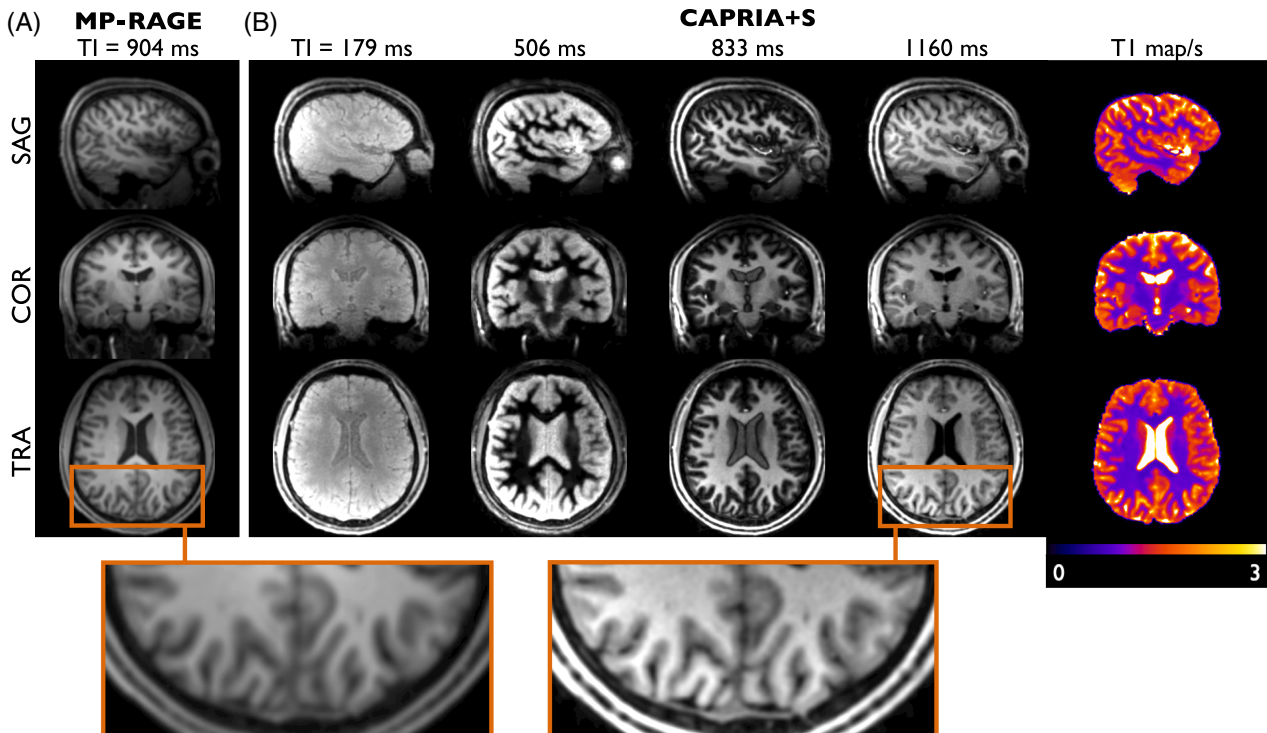 (A) MP-RAGE (B) CAPRIA+S
TI = 904 ms TI = 179 ms 506 ms 833 ms 1160 ms T1 map/s
SAG
COR
TRA
0 3